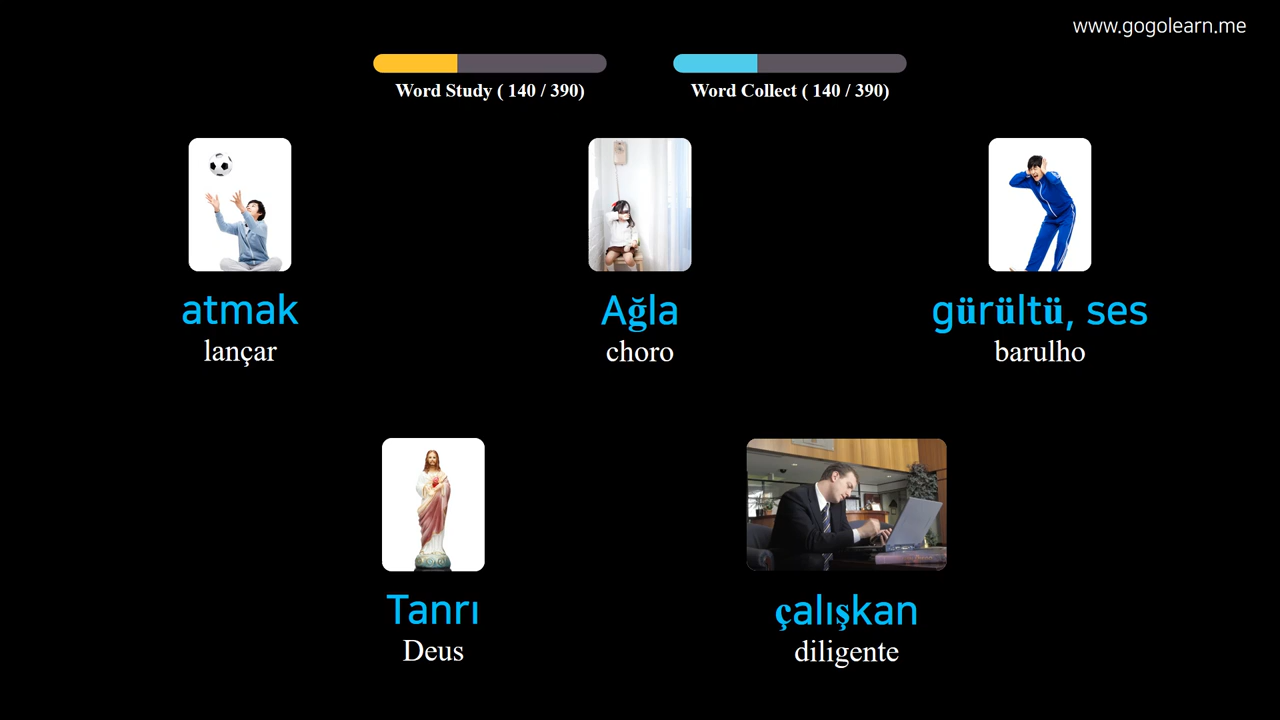 www.gogolearn.me
Word Study ( 140 / 390)
Word Collect ( 140 / 390)
atmak
lançar
Ağla
choro
gürültü, ses
barulho
Tanrı
Deus
çalışkan
diligente